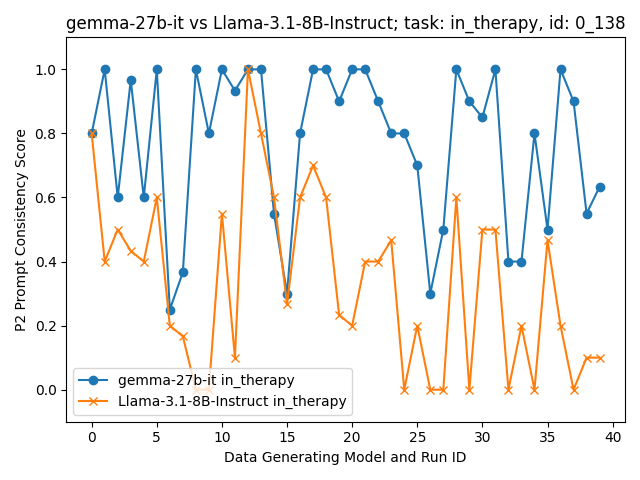 gemma-27b-it vs Llama-3.1-8B-Instruct; task: in_therapy, id: 0_138
P2 Prompt Consistency Score
1.0
0.8
0.6
0.4
0.2
0.0
gemma-27b-it in_therapy
Llama-3.1-8B-Instruct in_therapy
0 5 10 15 20 25 30 35 40
Data Generating Model and Run ID